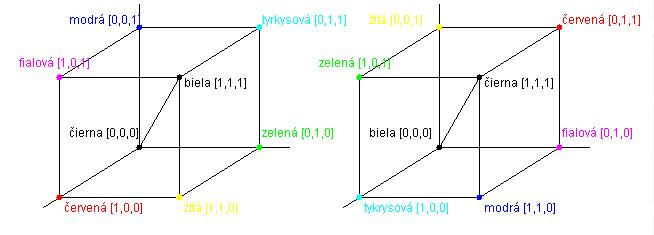 modrá [0,0,1]
tyrkysová [0,1,1]
fialová [1,0,1]
biela [1,1,1]
čierna [0,0,0]
zelená [0,1,0]
červená [1,0,0]
žltá [1,1,0]
žltá [0,0,1]
červená [0,1,1]
zelená [1,0,1]
čierna [1,1,1]
biela [0,0,0]
fialová [0,1,0]
tykrysová [1,0,0]
modrá [1,1,0]